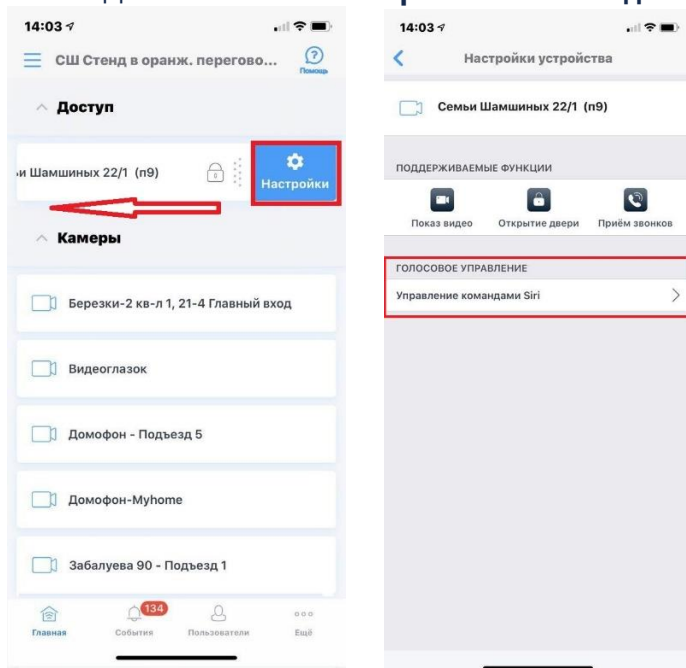 14:03
СШ Стенд в оранж. перегово...
Помощь
Доступ
и Шамшиных 22/1 (п9)
Настройки
Камеры
Березки-2 кв-л 1, 21-4 Главный вход
Видеоглазок
Домофон - Подъезд 5
Домофон-Myhome
Забалуева 90 - Подъезд 1
134
Главная
События
Пользователи
Ещё
14:03
Настройки устройства
Семьи Шамшиных 22/1 (п9)
ПОДДЕРЖИВАЕМЫЕ ФУНКЦИИ
Показ видео
Открытие двери
Приём звонков
ГОЛОСОВОЕ УПРАВЛЕНИЕ
Управление командами Siri